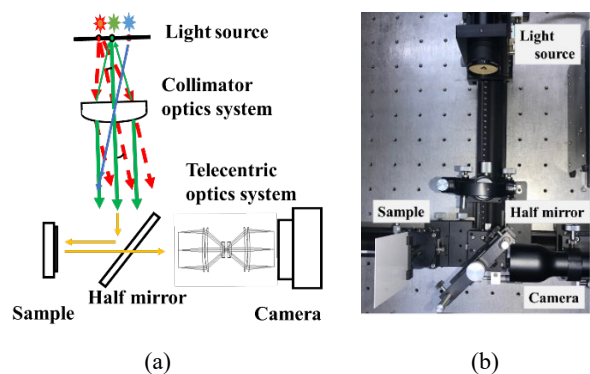 Light source
Collimator
optics system
Telecentric
optics system
Half mirror
Sample
Camera
(a)
Light
source
Sample
Half mirror
Camera
(b)